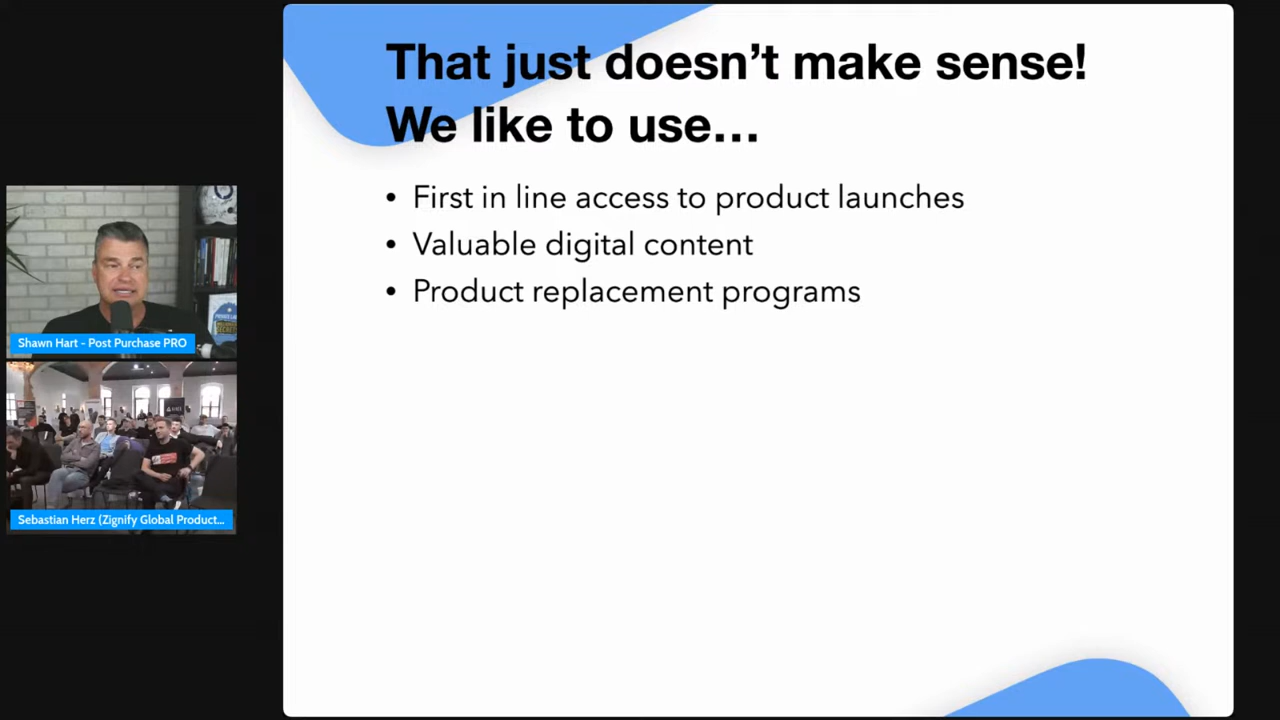 That just doesn’t make sense!
We like to use…
• First in line access to product launches
• Valuable digital content
• Product replacement programs
Shawn Hart - Post Purchase PRO
Sebastian Herz (Zignify Global Product...